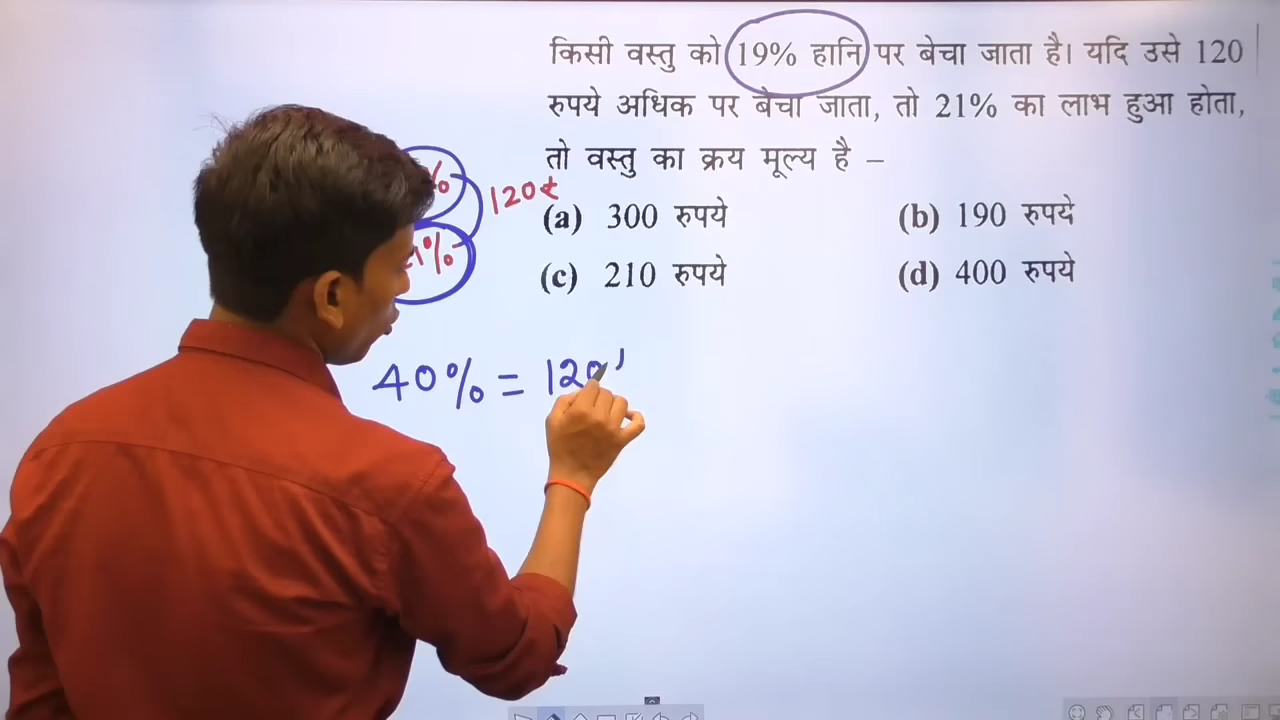 किसी वस्तु को 19% हानि पर बेचा जाता है। यदि उसे 120
रुपये अधिक पर बेचा जाता, तो 21% का लाभ हुआ होता,
तो वस्तु का क्रय मूल्य है –
(a) 300 रुपये (b) 190 रुपये
(c) 210 रुपये (d) 400 रुपये
% 120₹
1%
40% = 120